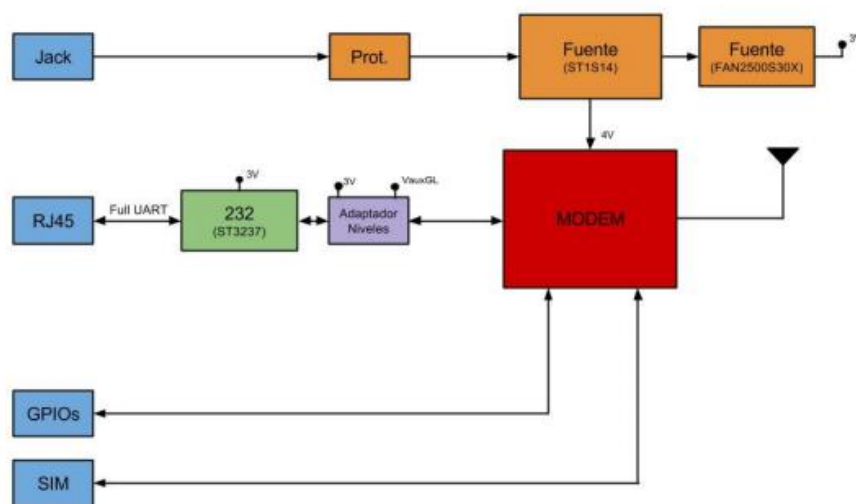 Jack
Prot.
Fuente
(ST1S14)
Fuente
(FAN2500S30X)
3V
4V
RJ45
Full UART
3V
232
(ST3237)
3V
VauxGL
Adaptador
Niveles
MODEM
GPIOs
SIM